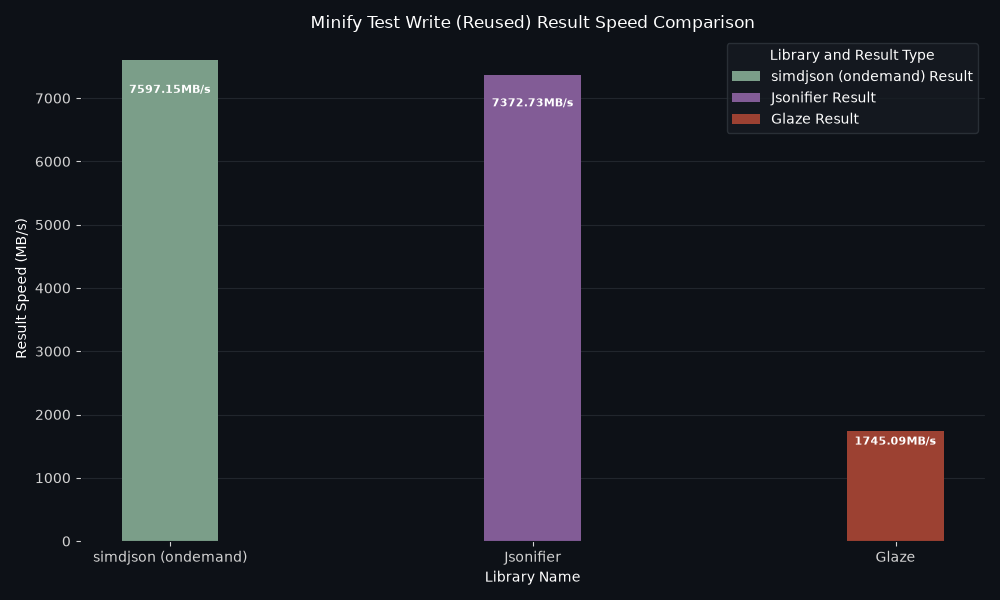 Minify Test Write (Reused) Result Speed Comparison
Library and Result Type
simdjson (ondemand) Result
Jsonifier Result
Glaze Result
Result Speed (MB/s)
7000
6000
5000
4000
3000
2000
1000
0
7597.15MB/s
7372.73MB/s
1745.09MB/s
simdjson (ondemand)
Jsonifier
Glaze
Library Name